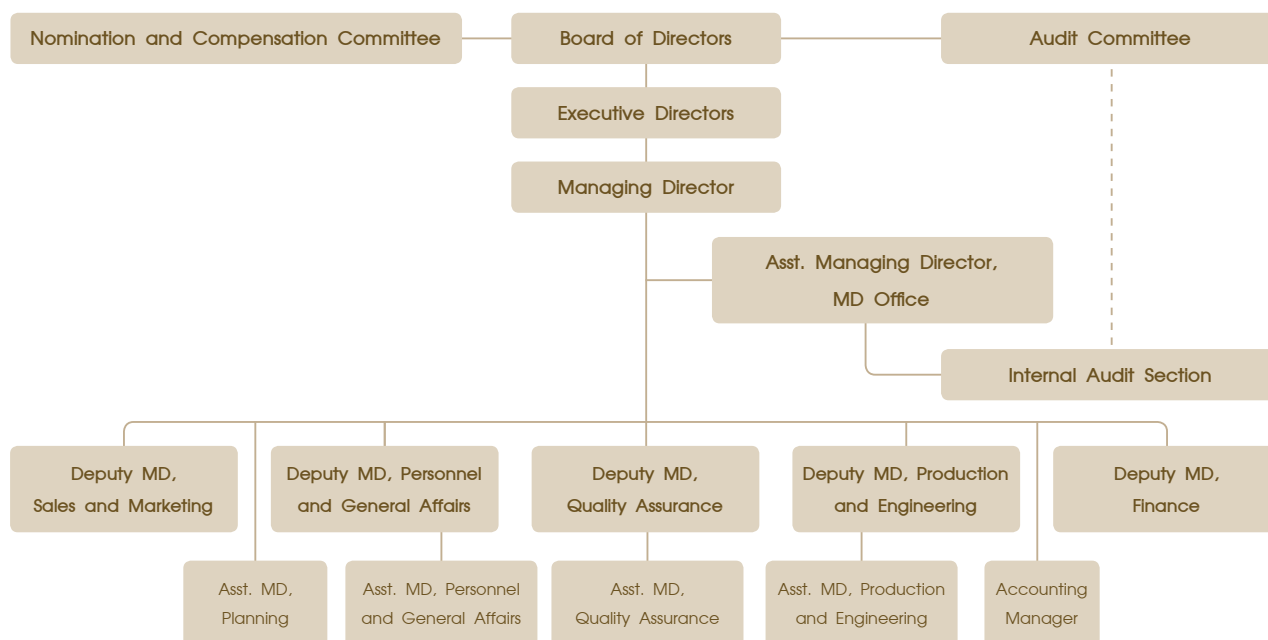 Nomination and Compensation Committee
Board of Directors
Audit Committee
Executive Directors
Managing Director
Asst. Managing Director,
MD Office
Internal Audit Section
Deputy MD,
Sales and Marketing
Deputy MD, Personnel
and General Affairs
Deputy MD,
Quality Assurance
Deputy MD, Production
and Engineering
Deputy MD,
Finance
Asst. MD,
Planning
Asst. MD, Personnel
and General Affairs
Asst. MD,
Quality Assurance
Asst. MD, Production
and Engineering
Accounting
Manager